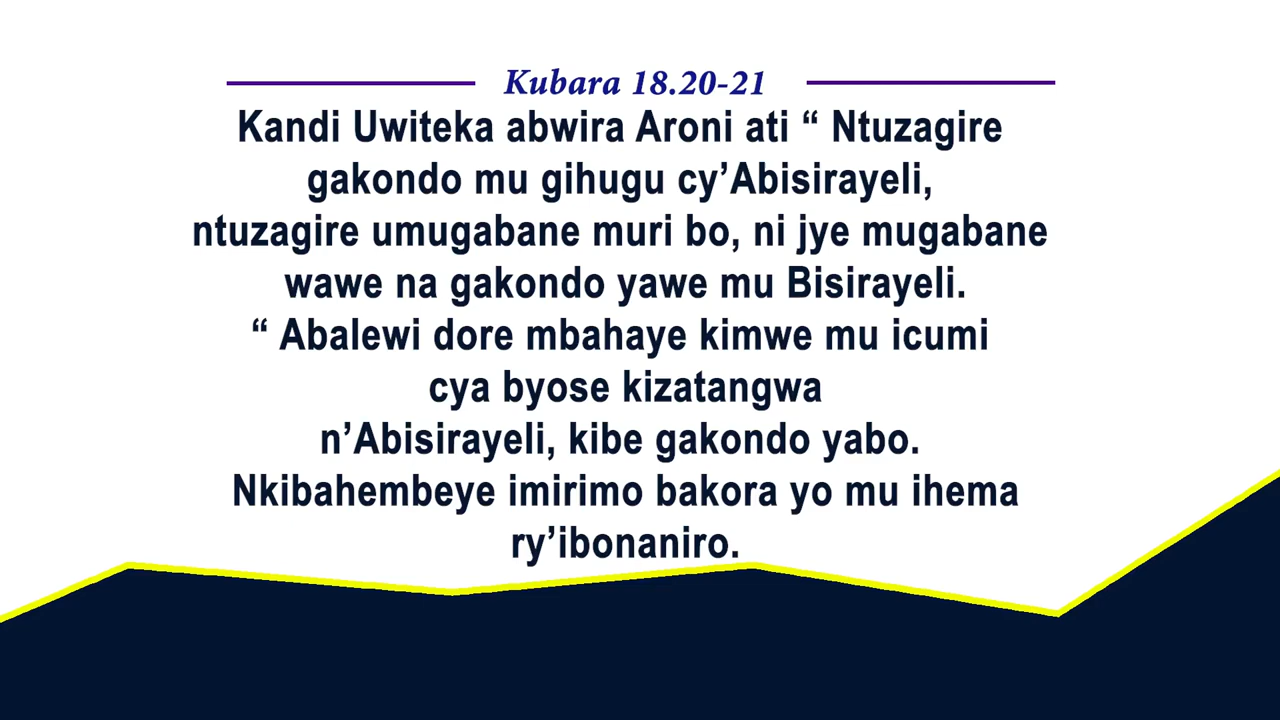 Kubara 18.20-21
Kandi Uwiteka abwira Aroni ati “ Ntuzagire
gakondo mu gihugu cy’Abisirayeli,
ntuzagire umugabane muri bo, ni jye mugabane
wawe na gakondo yawe mu Bisirayeli.
“ Abalewi dore mbahaye kimwe mu icumi
cya byose kizatangwa
n’Abisirayeli, kibe gakondo yabo.
Nkibahembeye imirimo bakora yo mu ihema
ry’ibonaniro.